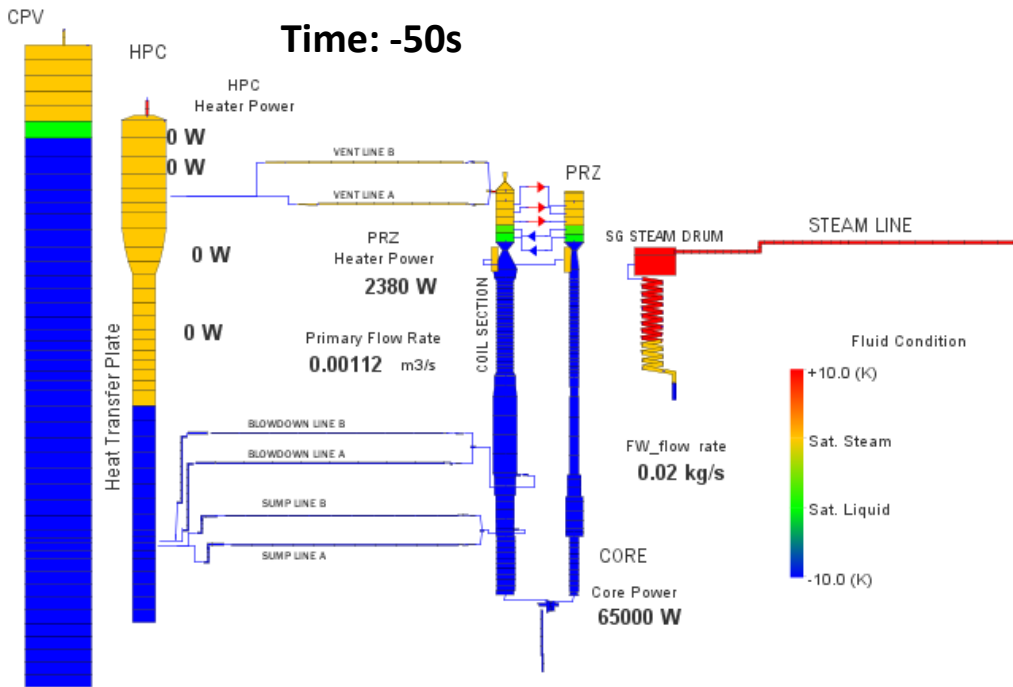 CPV
Time: -50s
HPC
HPC
Heater Power
0 W
0 W
VENT LINE B
PRZ
VENT LINE A
STEAM LINE
SG STEAM DRUM
PRZ
Heater Power
0 W
2380 W
COIL SECTION
Primary Flow Rate
0 W
0.00112 m3/s
Fluid Condition
+10.0 (K)
Heat Transfer Plate
BLOWDOWN LINE B
Sat. Steam
FW_flow rate
BLOWDOWN LINE A
0.02 kg/s
SUMP LINE B
Sat. Liquid
SUMP LINE A
CORE
-10.0 (K)
Core Power
65000 W